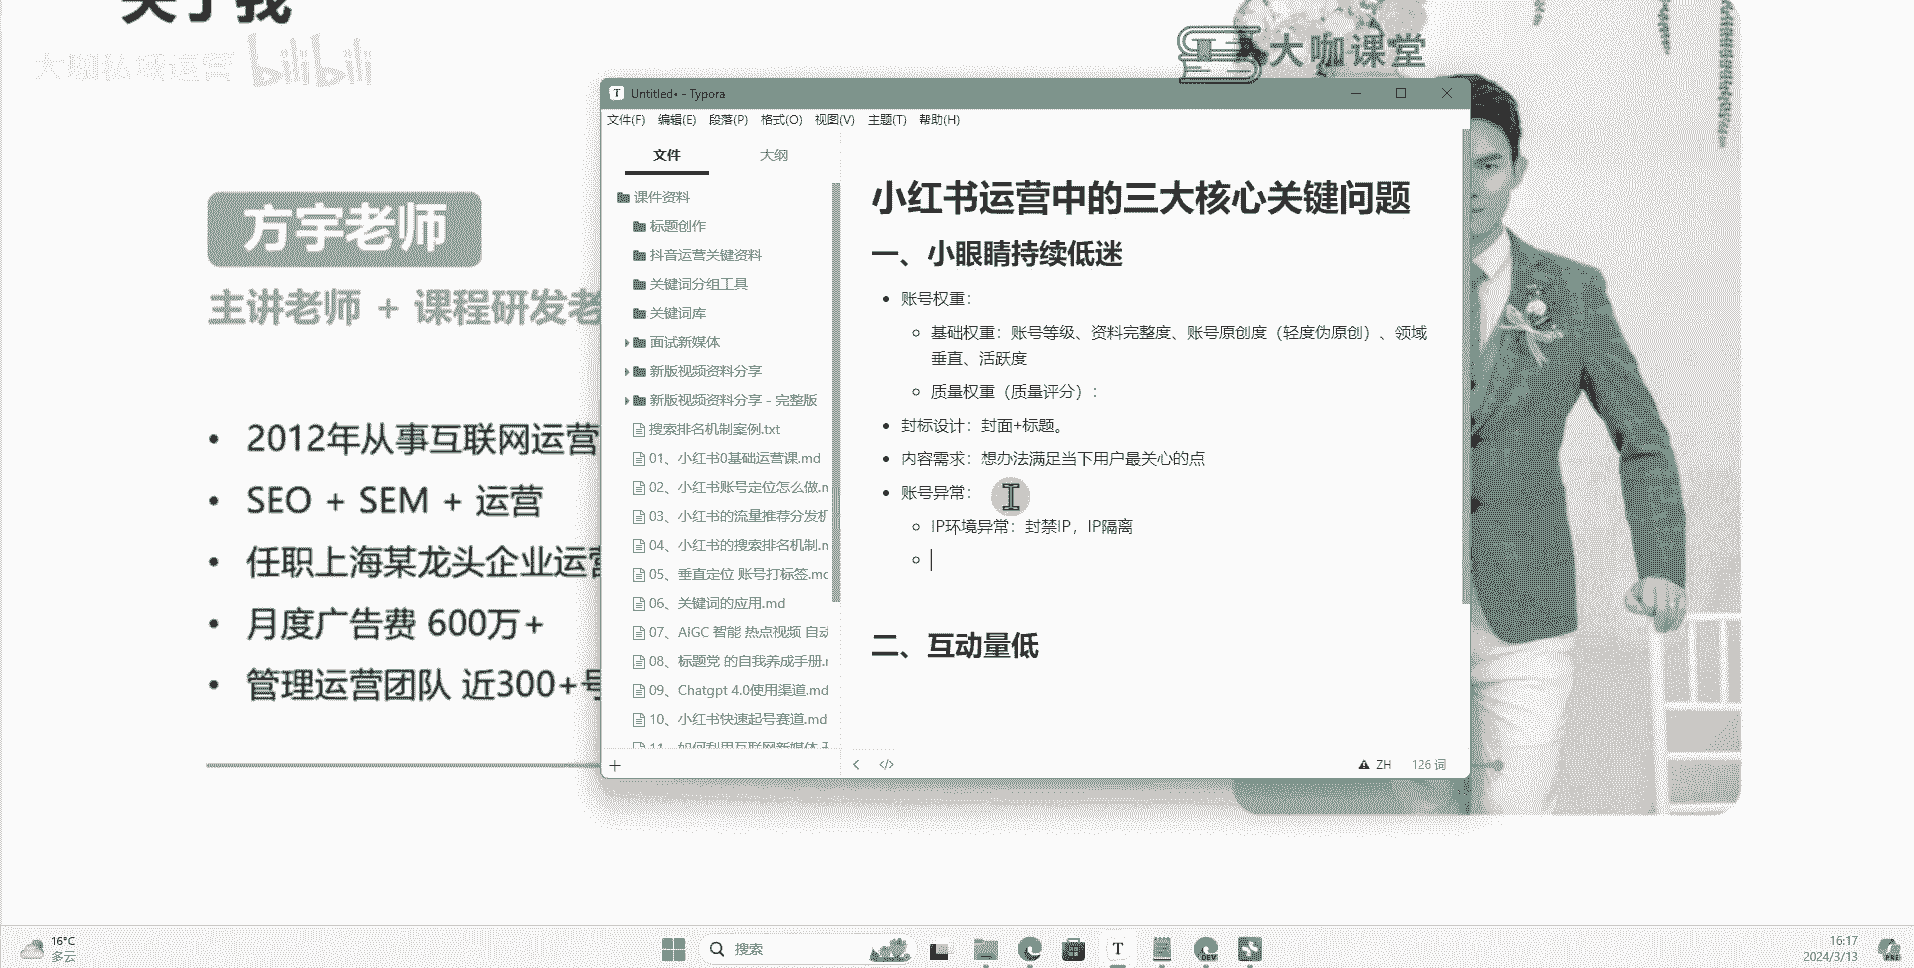 关于我
大咖私域运营 bilibili
大咖课堂
方宇老师
主讲老师 + 课程研发老
2012年从事互联网运营
SEO + SEM + 运营
任职上海某龙头企业运营
月度广告费 600万+
管理运营团队 近300+号
Untitled• - Typora
文件(F) 编辑(E) 段落(P) 格式(O) 视图(V) 主题(T) 帮助(H)
文件 大纲
课件资料
标题创作
抖音运营关键资料
关键词分组工具
关键词库
面试新媒体
新版视频资料分享
新版视频资料分享 - 完整版
搜索排名机制案例.txt
01、小红书0基础运营课.md
02、小红书账号定位怎么做.m
03、小红书的流量推荐分发机
04、小红书的搜索排名机制.m
05、垂直定位 账号打标签.md
06、关键词的应用.md
07、AIGC 智能 热点视频 自动
08、标题党 的自我养成手册.m
09、Chatgpt 4.0使用渠道.md
10、小红书快速起号赛道.md
11、如何利用互联网新媒体
小红书运营中的三大核心关键问题
一、小眼睛持续低迷
账号权重：
基础权重：账号等级、资料完整度、账号原创度（轻度伪原创）、领域
垂直、活跃度
质量权重（质量评分）：
封标设计：封面+标题。
内容需求：想办法满足当下用户最关心的点
账号异常：
IP环境异常：封禁IP，IP隔离
二、互动量低
ZH 126 词
16°C
多云
搜索
16:17
2024/3/13